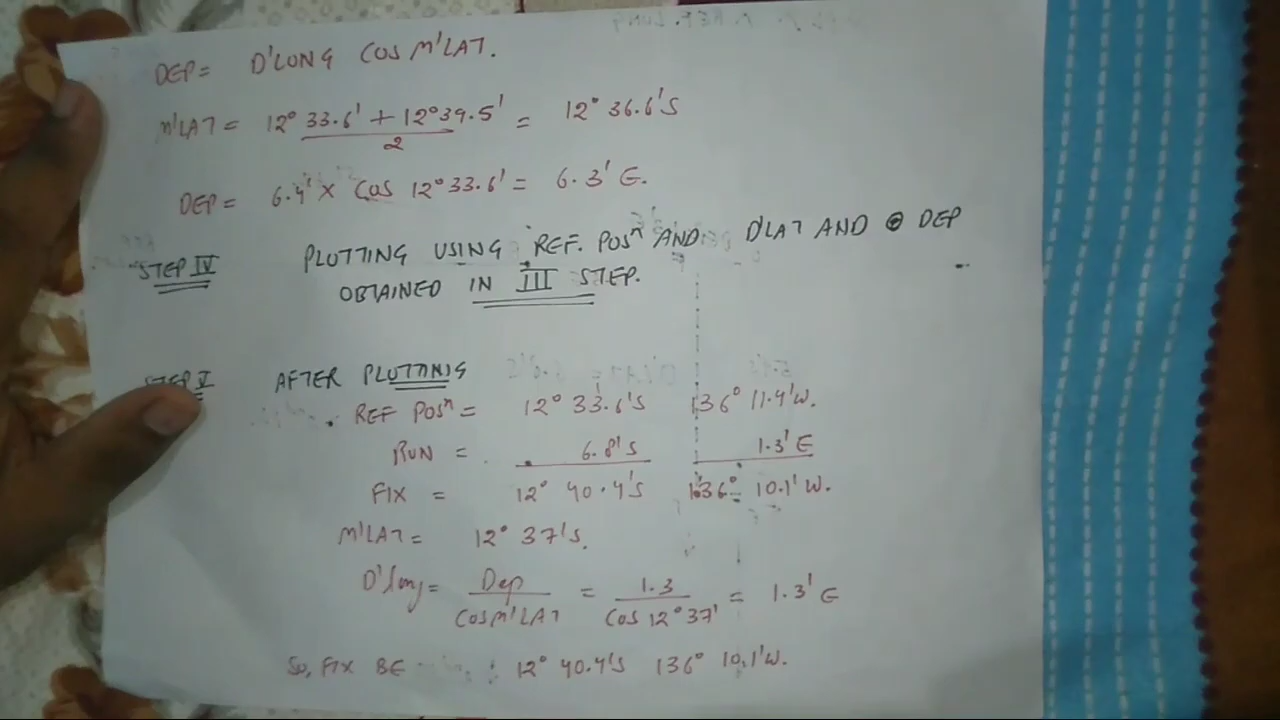 DEP = D'LONG COS M'LAT.
M'LAT = 12° 33.6' + 12°39.5' / 2 = 12° 36.6'S
DEP = 6.4' X COS 12°33.6' = 6.3' E.
STEP IV PLOTTING USING REF. POSⁿ AND D'LAT AND DEP
OBTAINED IN III STEP.
STEP V AFTER PLOTTING
REF POSⁿ = 12° 33.6'S 136° 11.4'W.
RUN = 6.8'S 1.3' E
FIX = 12° 40.4'S 136° 10.1'W.
M'LAT = 12° 37'S.
D'long = Dep / COS M'LAT = 1.3 / COS 12°37' = 1.3' E
So, FIX BE 12° 40.4'S 136° 10.1'W.